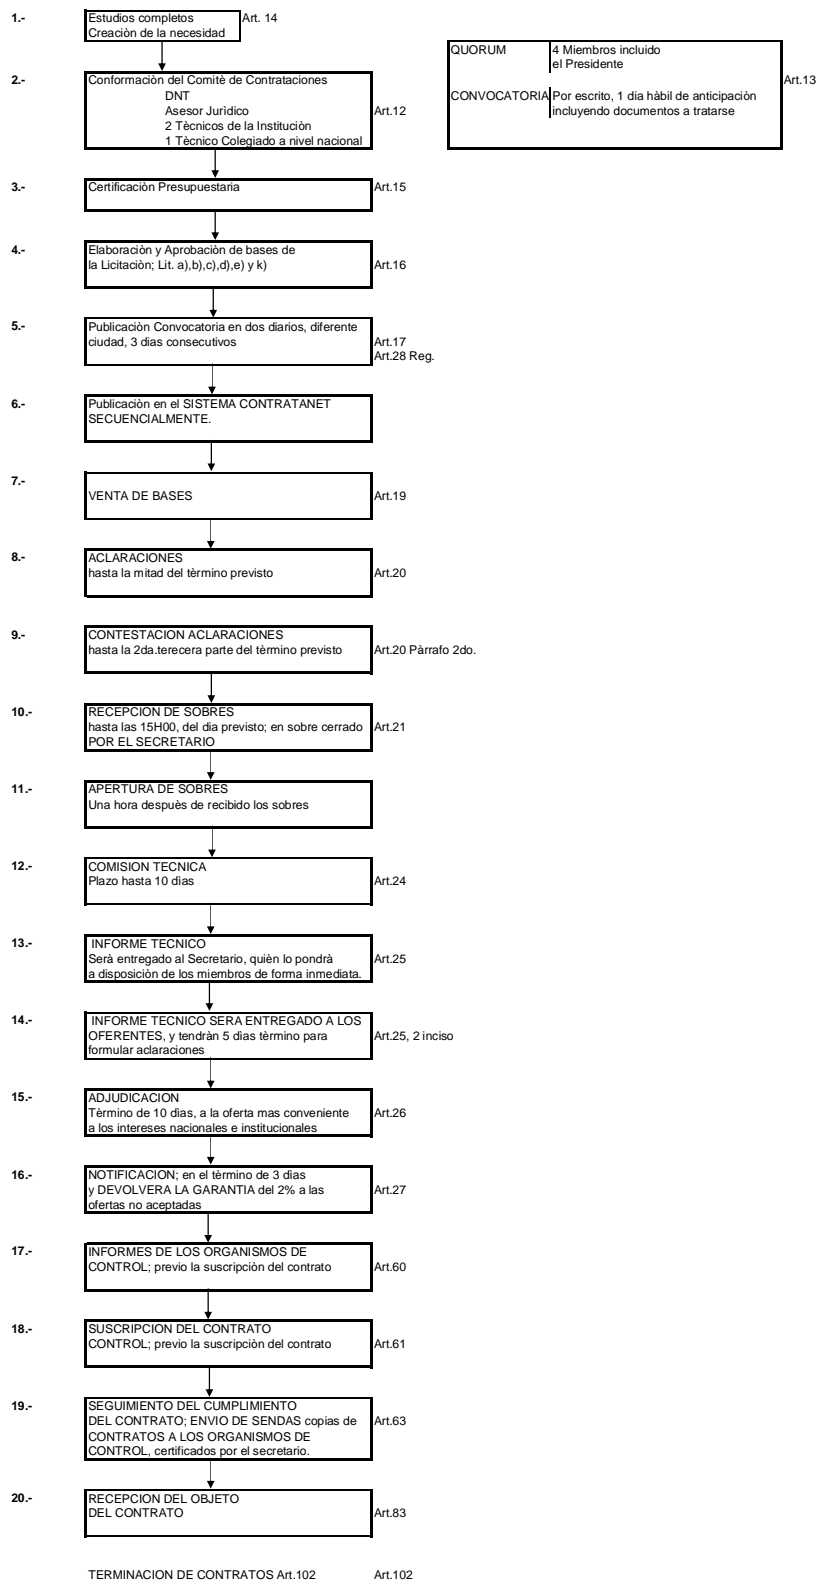 1.- Estudios completos Art. 14
Creaciòn de la necesidad
QUORUM 4 Miembros incluido
el Presidente
Art.13
CONVOCATORIA Por escrito, 1 dia hàbil de anticipaciòn
incluyendo documentos a tratarse
2.- Conformaciòn del Comitè de Contrataciones
DNT
Asesor Jurìdico Art.12
2 Tècnicos de la Instituciòn
1 Tècnico Colegiado a nivel nacional
3.- Certificaciòn Presupuestaria Art.15
4.- Elaboraciòn y Aprobaciòn de bases de
la Licitaciòn; Lit. a),b),c),d),e) y k) Art.16
5.- Publicaciòn Convocatoria en dos diarios, diferente
ciudad, 3 dias consecutivos Art.17
Art.28 Reg.
6.- Publicaciòn en el SISTEMA CONTRATANET
SECUENCIALMENTE.
7.-
VENTA DE BASES Art.19
8.- ACLARACIONES
hasta la mitad del tèrmino previsto Art.20
9.- CONTESTACION ACLARACIONES
hasta la 2da.terecera parte del tèrmino previsto Art.20 Pàrrafo 2do.
10.- RECEPCION DE SOBRES
hasta las 15H00, del dia previsto; en sobre cerrado Art.21
POR EL SECRETARIO
11.- APERTURA DE SOBRES
Una hora despuès de recibido los sobres
12.- COMISION TECNICA
Plazo hasta 10 dìas Art.24
13.- INFORME TECNICO
Serà entregado al Secretario, quièn lo pondrà Art.25
a disposiciòn de los miembros de forma inmediata.
14.- INFORME TECNICO SERA ENTREGADO A LOS
OFERENTES, y tendràn 5 dìas tèrmino para Art.25, 2 inciso
formular aclaraciones
15.- ADJUDICACION
Tèrmino de 10 dìas, a la oferta mas conveniente Art.26
a los intereses nacionales e institucionales
16.- NOTIFICACION; en el tèrmino de 3 dìas
y DEVOLVERA LA GARANTIA del 2% a las Art.27
ofertas no aceptadas
17.- INFORMES DE LOS ORGANISMOS DE
CONTROL; previo la suscripciòn del contrato Art.60
18.- SUSCRIPCION DEL CONTRATO
CONTROL; previo la suscripciòn del contrato Art.61
19.- SEGUIMIENTO DEL CUMPLIMIENTO
DEL CONTRATO; ENVIO DE SENDAS copias de Art.63
CONTRATOS A LOS ORGANISMOS DE
CONTROL, certificados por el secretario.
20.- RECEPCION DEL OBJETO
DEL CONTRATO Art.83
TERMINACION DE CONTRATOS Art.102 Art.102